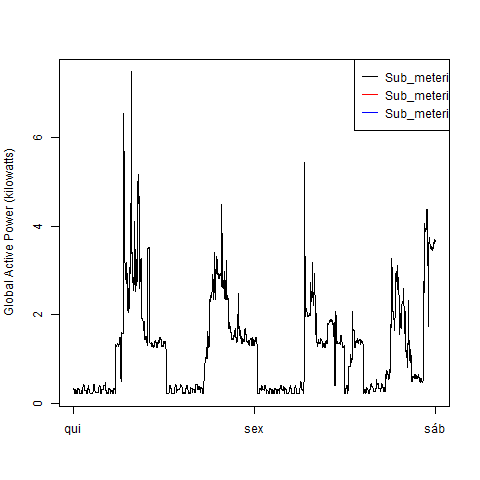 Sub_meteri
Sub_meteri
Sub_meteri
Global Active Power (kilowatts)
6
4
2
0
qui
sex
sáb